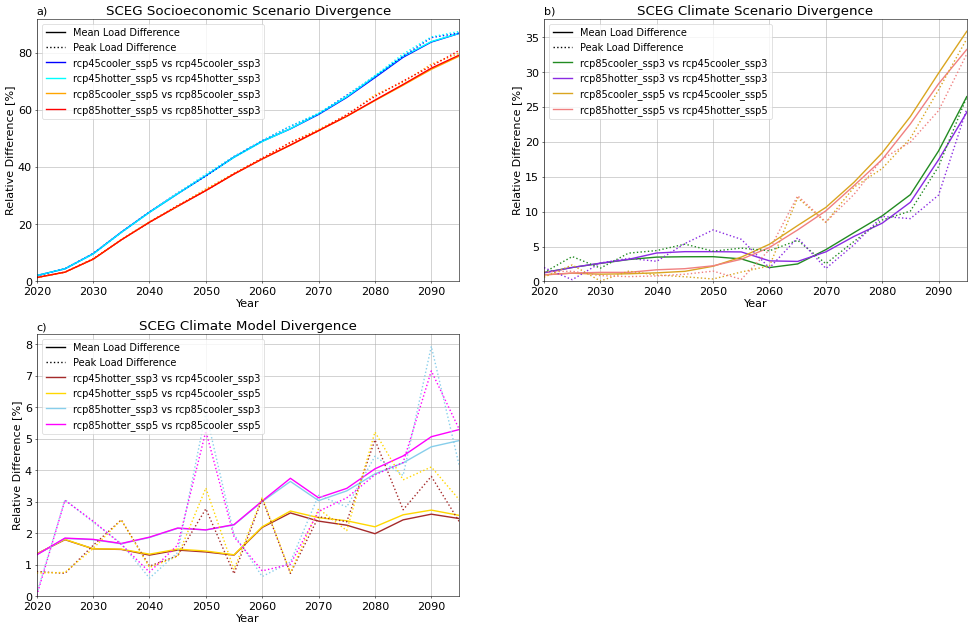 a)
SCEG Socioeconomic Scenario Divergence
Mean Load Difference
Peak Load Difference
rcp45cooler_ssp5 vs rcp45cooler_ssp3
rcp45hotter_ssp5 vs rcp45hotter_ssp3
rcp85cooler_ssp5 vs rcp85cooler_ssp3
rcp85hotter_ssp5 vs rcp85hotter_ssp3
Relative Difference [%]
80
60
40
20
0
2020 2030 2040 2050 2060 2070 2080 2090
Year
b)
SCEG Climate Scenario Divergence
Mean Load Difference
Peak Load Difference
rcp85cooler_ssp3 vs rcp45cooler_ssp3
rcp85hotter_ssp3 vs rcp45hotter_ssp3
rcp85cooler_ssp5 vs rcp45cooler_ssp5
rcp85hotter_ssp5 vs rcp45hotter_ssp5
Relative Difference [%]
35
30
25
20
15
10
5
0
2020 2030 2040 2050 2060 2070 2080 2090
Year
c)
SCEG Climate Model Divergence
Mean Load Difference
Peak Load Difference
rcp45hotter_ssp3 vs rcp45cooler_ssp3
rcp45hotter_ssp5 vs rcp45cooler_ssp5
rcp85hotter_ssp3 vs rcp85cooler_ssp3
rcp85hotter_ssp5 vs rcp85cooler_ssp5
Relative Difference [%]
8
7
6
5
4
3
2
1
0
2020 2030 2040 2050 2060 2070 2080 2090
Year